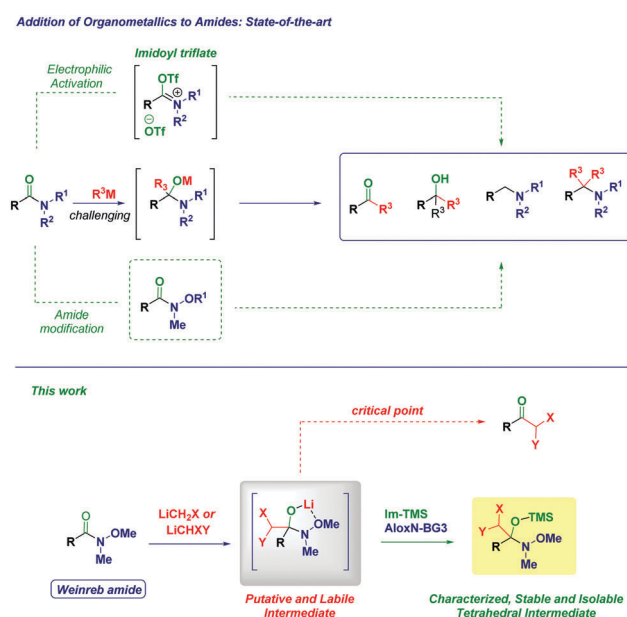 Addition of Organometallics to Amides: State-of-the-art
Imidoyl triflate
Electrophilic
Activation
OTf
R N R¹
⊕
R²
⊖
OTf
O
R N R¹
R²
R³M
challenging
R₃ OM
R N R¹
R²
O
R R³
OH
R R³
R³
R N R¹
R²
R³ R³
R N R¹
R²
O
R N OR¹
Me
Amide
modification
This work
critical point
O
R X
Y
O
R N OMe
Me
Weinreb amide
LiCH₂X or
LiCHXY
X O Li
Y OMe
R N
Me
Putative and Labile
Intermediate
Im-TMS
AloxN-BG3
X O TMS
Y OMe
R N
Me
Characterized, Stable and Isolable
Tetrahedral Intermediate